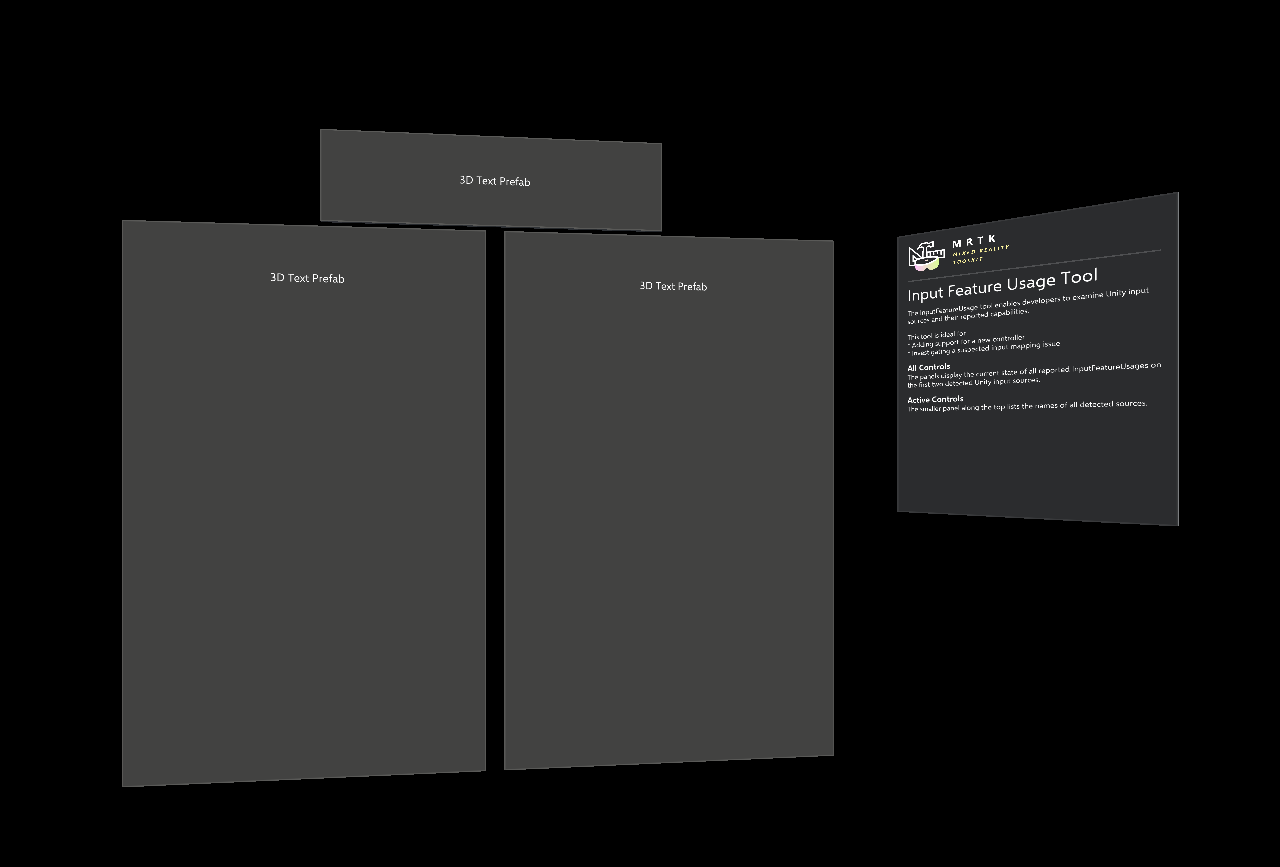 3D Text Prefab
3D Text Prefab
3D Text Prefab
MRTK
MIXED REALITY
TOOLKIT
Input Feature Usage Tool
The InputFeatureUsage tool enables developers to examine Unity input
sources and their reported capabilities.
This tool is ideal for
* Adding support for a new controller
* Investigating a suspected input mapping issue
All Controls
The panels display the current state of all reported InputFeatureUsages on
the first two detected Unity input sources.
Active Controls
The smaller panel along the top lists the names of all detected sources.